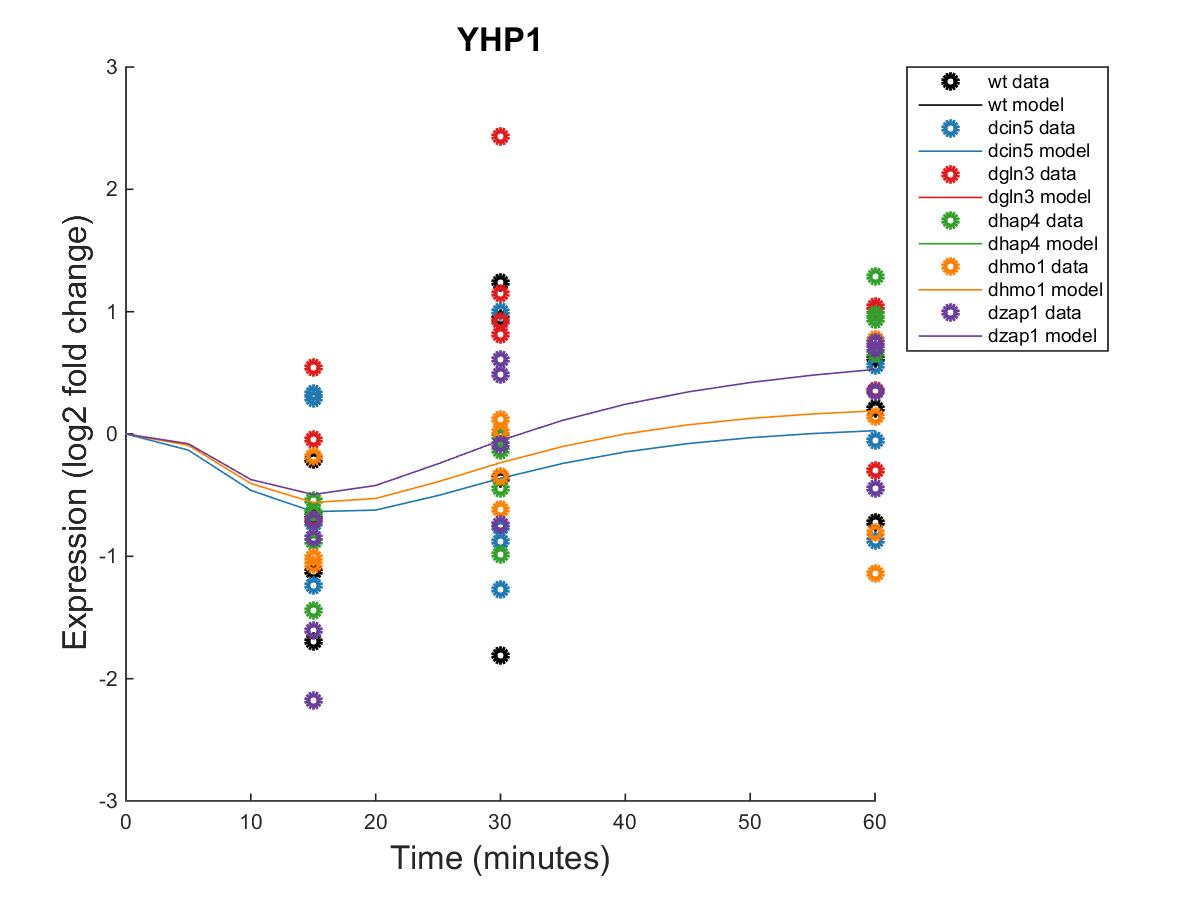 YHP1
3
2
1
0
-1
-2
-3
Expression (log2 fold change)
0 10 20 30 40 50 60
Time (minutes)
wt data
wt model
dcin5 data
dcin5 model
dgln3 data
dgln3 model
dhap4 data
dhap4 model
dhmo1 data
dhmo1 model
dzap1 data
dzap1 model